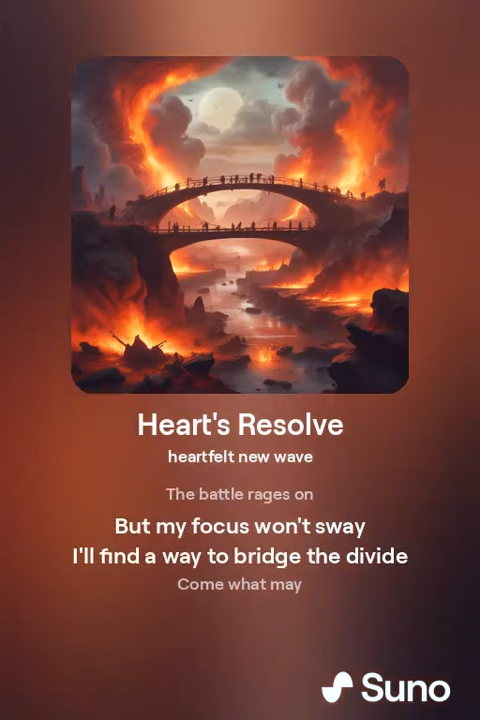 Heart's Resolve
heartfelt new wave
The battle rages on
But my focus won't sway
I'll find a way to bridge the divide
Come what may
Suno